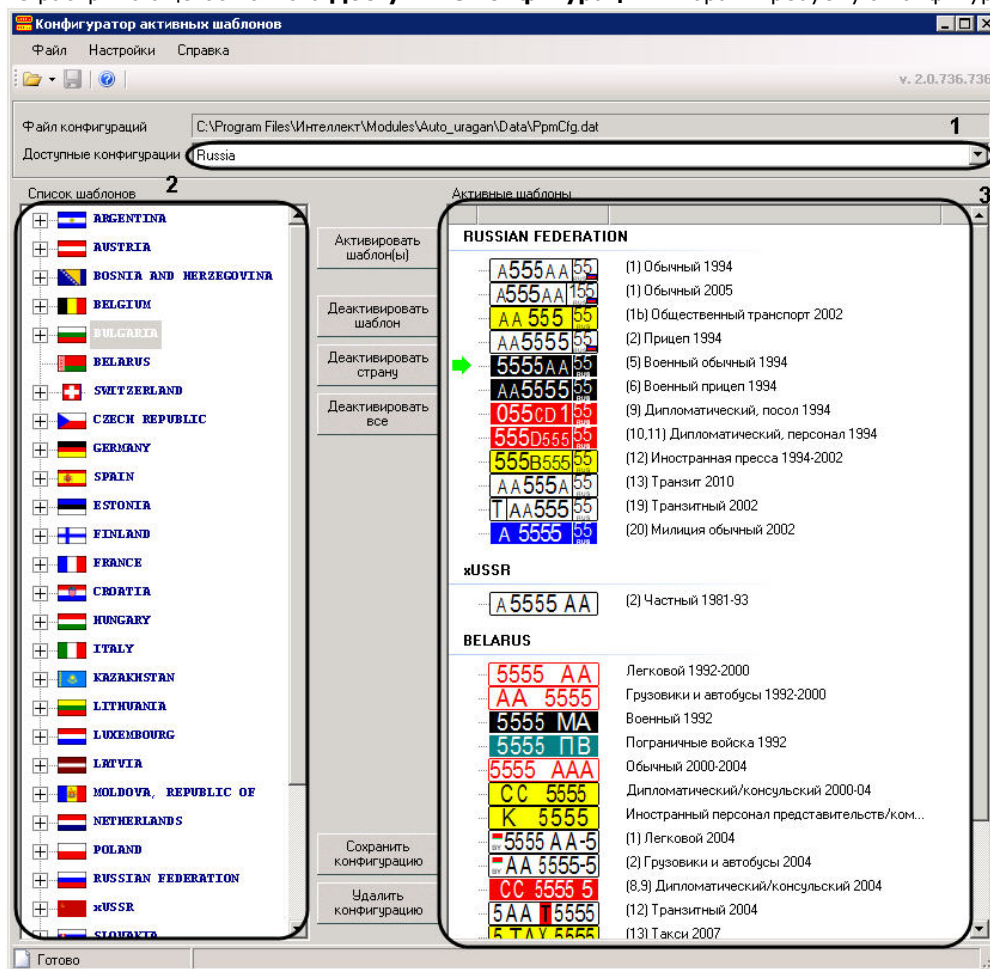 Конфигуратор активных шаблонов
Файл Настройки Справка
v. 2.0.736.736
Файл конфигураций C:\Program Files\Интеллект\Modules\Auto_uragan\Data\PpmCfg.dat
1
Доступные конфигурации Russia
Список шаблонов 2
ARGENTINA
AUSTRIA
BOSNIA AND HERZEGOVINA
BELGIUM
BULGARIA
BELARUS
SWITZERLAND
CZECH REPUBLIC
GERMANY
SPAIN
ESTONIA
FINLAND
FRANCE
CROATIA
HUNGARY
ITALY
KAZAKHSTAN
LITHUANIA
LUXEMBOURG
LATVIA
MOLDOVA, REPUBLIC OF
NETHERLANDS
POLAND
RUSSIAN FEDERATION
xUSSR
SLOVAKIA
Активировать
шаблон(ы)
Деактивировать
шаблон
Деактивировать
страну
Деактивировать
все
Сохранить
конфигурацию
Удалить
конфигурацию
Активные шаблоны 3
RUSSIAN FEDERATION
A555AA 55 (1) Обычный 1994
A555AA 155 (1) Обычный 2005
AA 555 55 (1b) Общественный транспорт 2002
AA5555 55 (2) Прицеп 1994
5555AA 55 (5) Военный обычный 1994
AA5555 55 (6) Военный прицеп 1994
055CD 1 55 (9) Дипломатический, посол 1994
555D555 55 (10,11) Дипломатический, персонал 1994
555B555 55 (12) Иностранная пресса 1994-2002
AA555A 55 (13) Транзит 2010
T AA555 55 (19) Транзитный 2002
A 5555 55 (20) Милиция обычный 2002
xUSSR
A 5555 AA (2) Частный 1981-93
BELARUS
5555 AA Легковой 1992-2000
AA 5555 Грузовики и автобусы 1992-2000
5555 MA Военный 1992
5555 ПВ Пограничные войска 1992
5555 AAA Обычный 2000-2004
CC 5555 Дипломатический/консульский 2000-04
K 5555 Иностранный персонал представительств/ком...
5555 AA-5 (1) Легковой 2004
AA 5555-5 (2) Грузовики и автобусы 2004
CC 5555 5 (8,9) Дипломатический/консульский 2004
5AA T 5555 (12) Транзитный 2004
5 TAX 5555 (13) Такси 2007
Готово